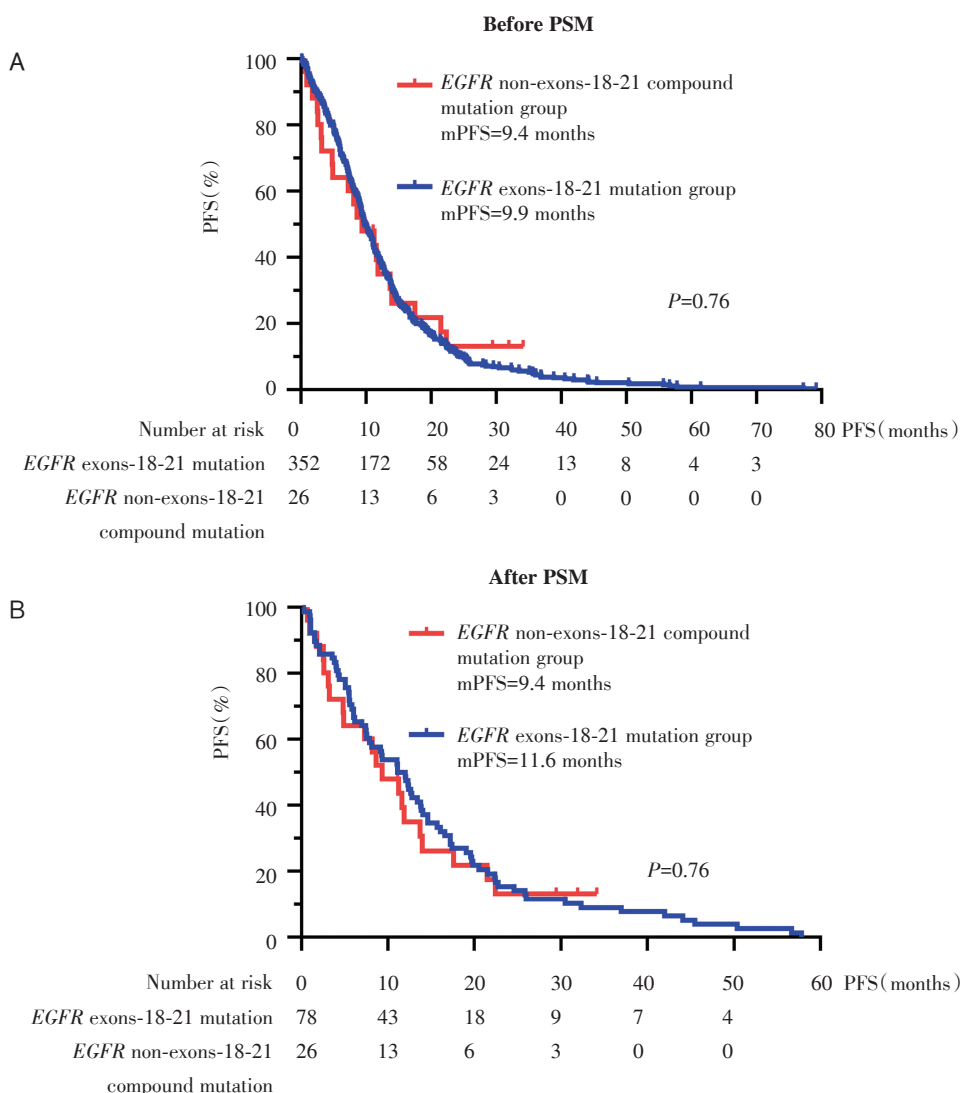 Before PSM
A
100
80
60
40
20
0
PFS(%)
EGFR non-exons-18-21 compound
mutation group
mPFS=9.4 months
EGFR exons-18-21 mutation group
mPFS=9.9 months
P=0.76
Number at risk 0 10 20 30 40 50 60 70 80 PFS(months)
EGFR exons-18-21 mutation 352 172 58 24 13 8 4 3
EGFR non-exons-18-21 26 13 6 3 0 0 0 0
compound mutation
After PSM
B
100
80
60
40
20
0
PFS(%)
EGFR non-exons-18-21 compound
mutation group
mPFS=9.4 months
EGFR exons-18-21 mutation group
mPFS=11.6 months
P=0.76
Number at risk 0 10 20 30 40 50 60 PFS(months)
EGFR exons-18-21 mutation 78 43 18 9 7 4
EGFR non-exons-18-21 26 13 6 3 0 0
compound mutation